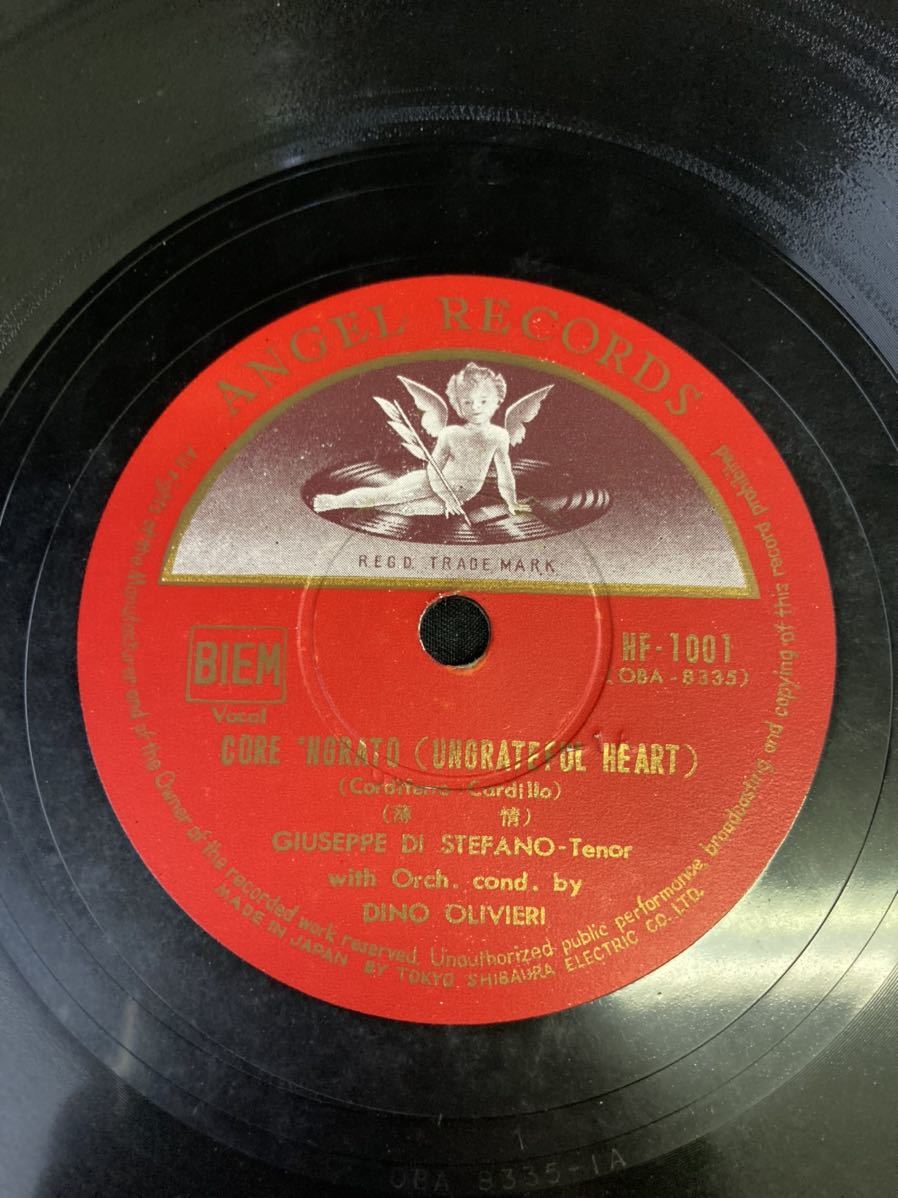 ANGEL RECORDS
REGD. TRADE MARK
BIEM
Vocal
HF-1001
(OBA-8335)
CORE 'NGRATO (UNGRATEFUL HEART)
(Cordiferro Cardillo)
(薄 情)
GIUSEPPE DI STEFANO-Tenor
with Orch. cond. by
DINO OLIVIERI
All rights of the Manufacturer and of the Owner of the recorded work reserved. Unauthorized public performance, broadcasting and copying of this record prohibited
MADE IN JAPAN BY TOKYO SHIBAURA ELECTRIC CO. LTD.
OBA 8335-1A